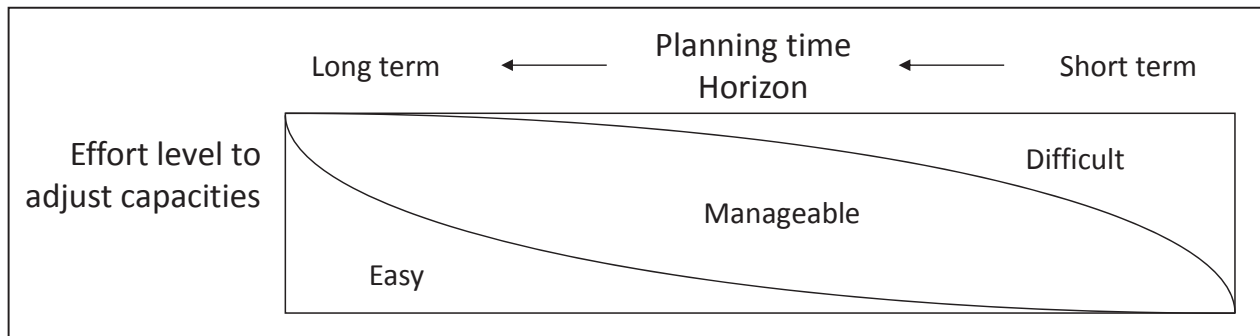 Planning time
Horizon
Long term
Short term
Effort level to
adjust capacities
Difficult
Manageable
Easy